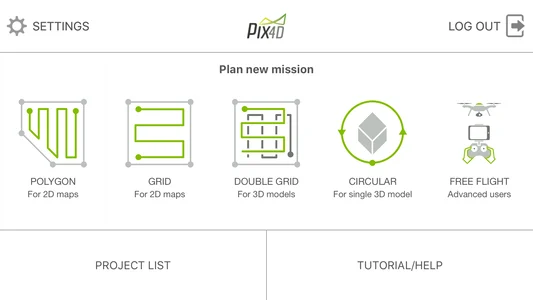 SETTINGS
PIX4D
LOG OUT
Plan new mission
POLYGON
For 2D maps
GRID
For 2D maps
DOUBLE GRID
For 3D models
CIRCULAR
For single 3D model
FREE FLIGHT
Advanced users
PROJECT LIST
TUTORIAL/HELP